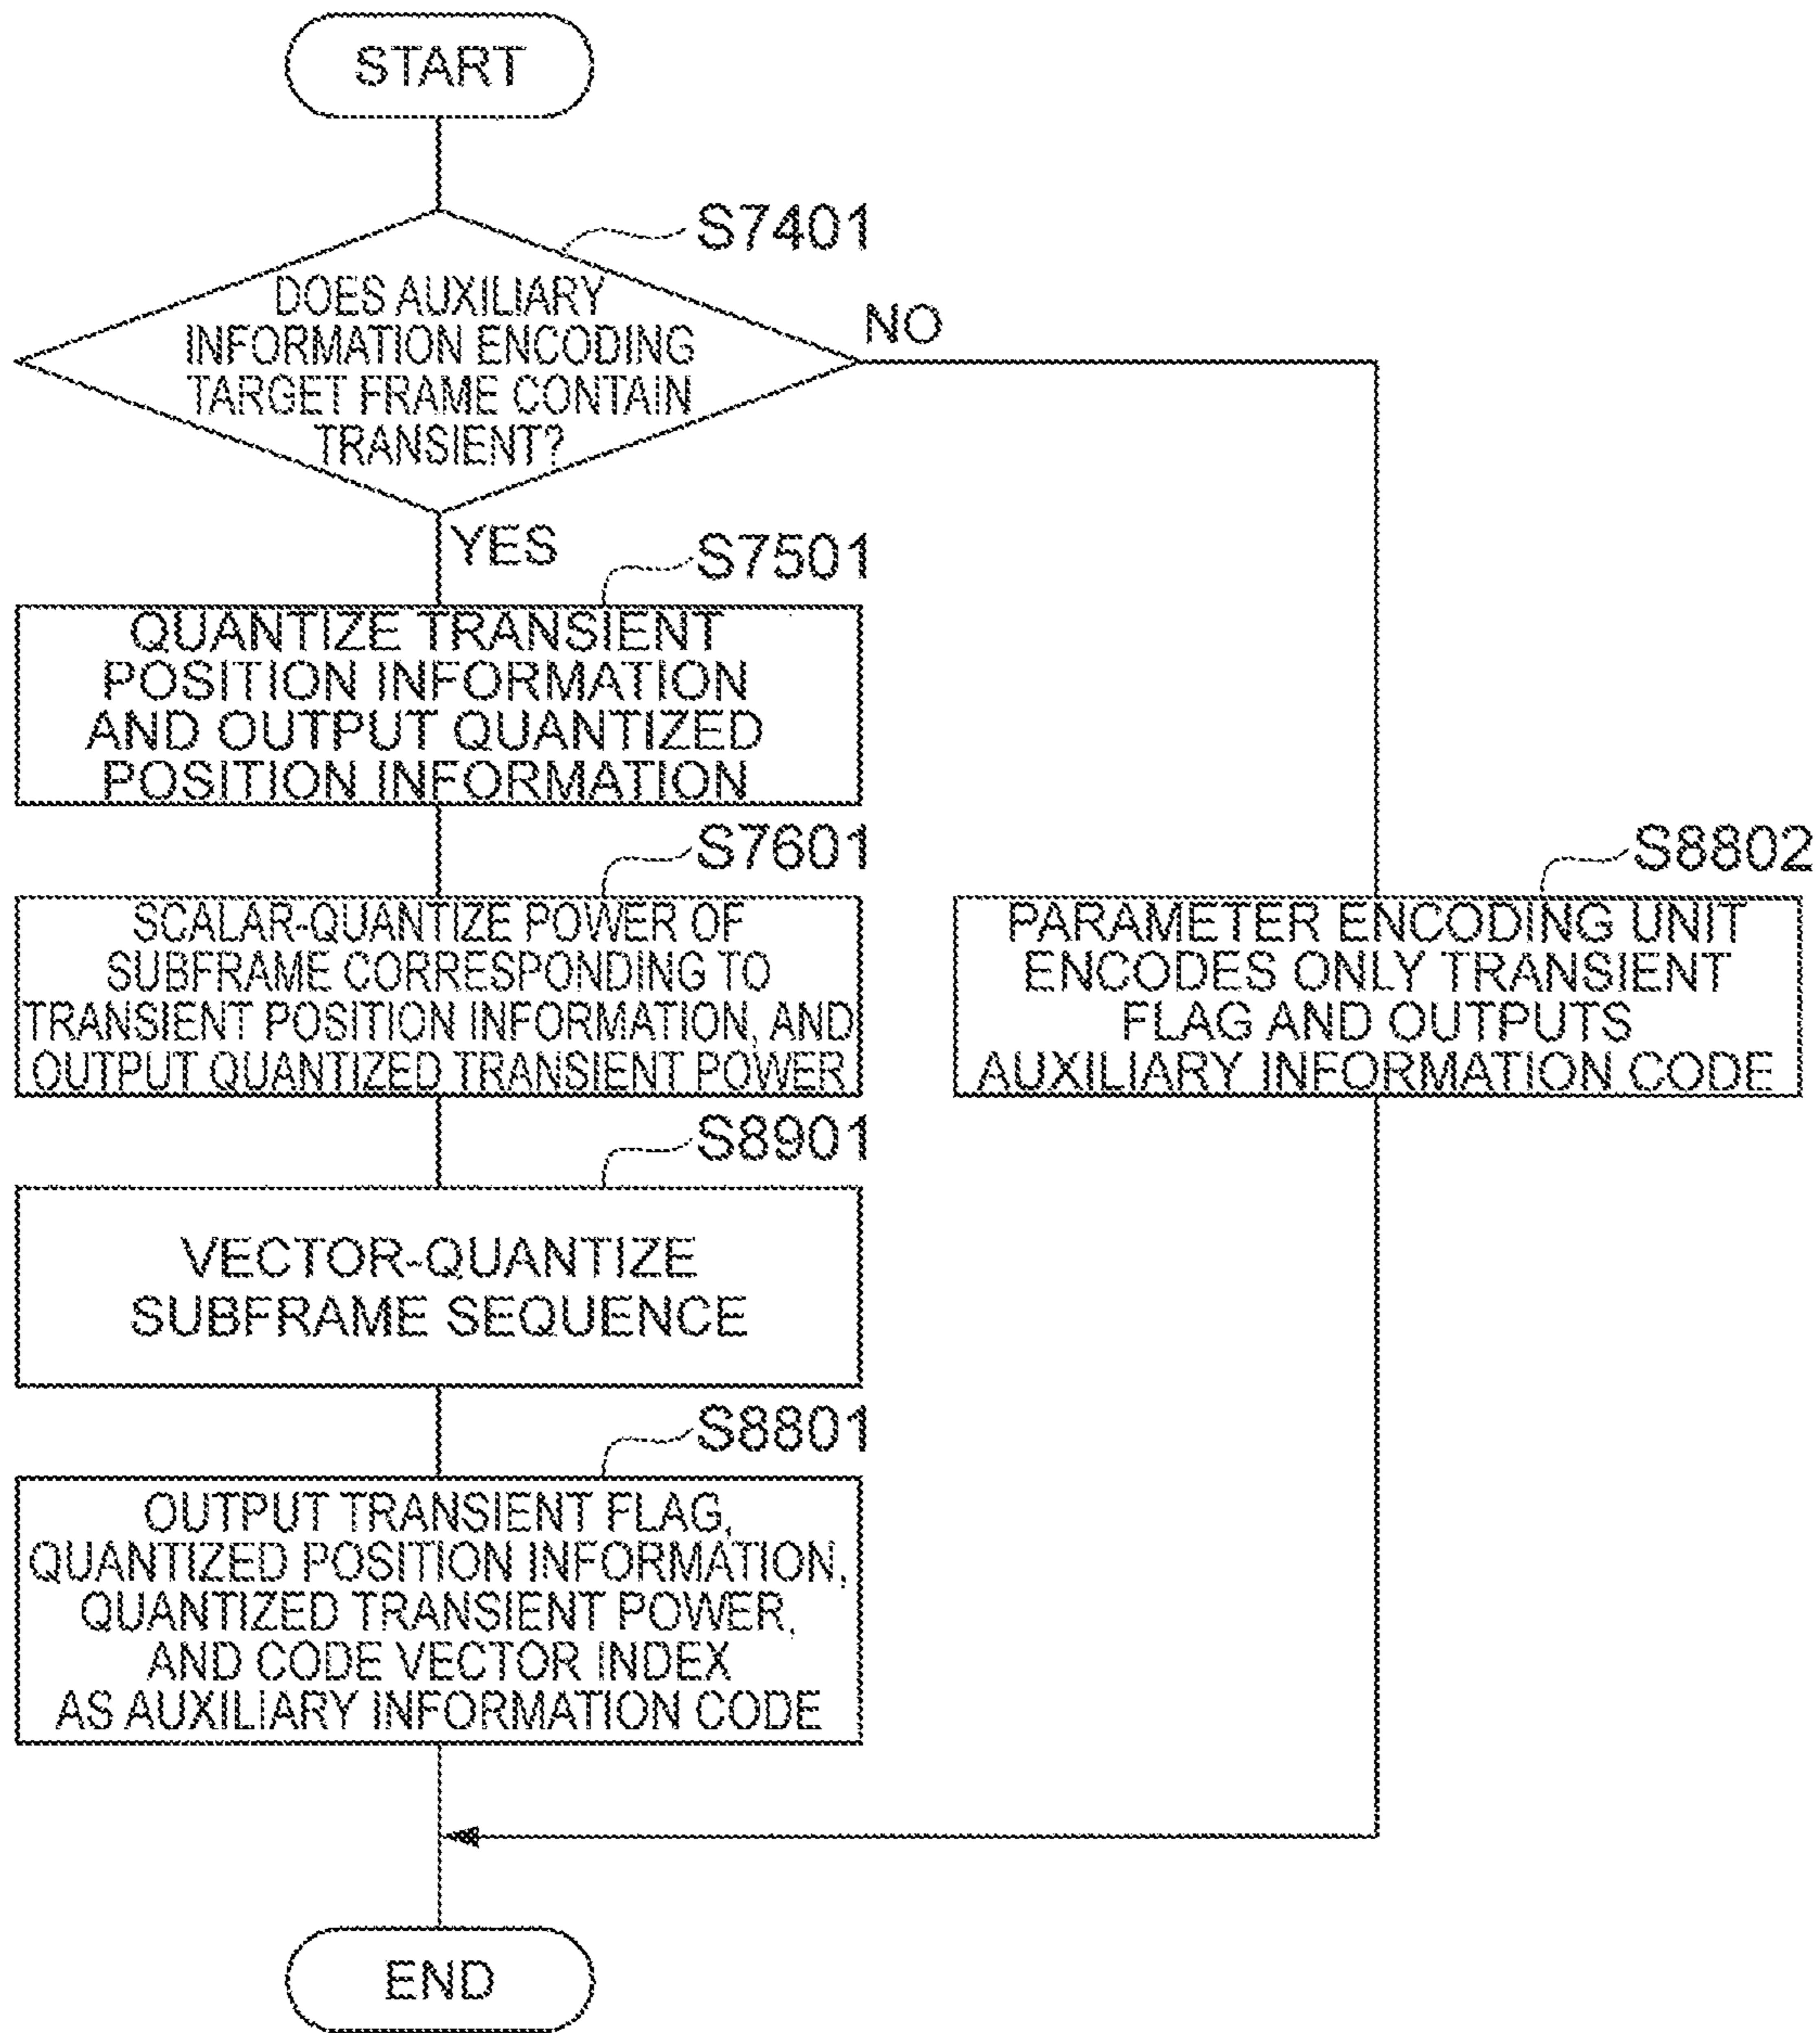 START
S7401
DOES AUXILIARY
INFORMATION ENCODING
TARGET FRAME CONTAIN
TRANSIENT?
NO
YES
S7501
QUANTIZE TRANSIENT
POSITION INFORMATION
AND OUTPUT QUANTIZED
POSITION INFORMATION
S7601
SCALAR-QUANTIZE POWER OF
SUBFRAME CORRESPONDING TO
TRANSIENT POSITION INFORMATION, AND
OUTPUT QUANTIZED TRANSIENT POWER
S8802
PARAMETER ENCODING UNIT
ENCODES ONLY TRANSIENT
FLAG AND OUTPUTS
AUXILIARY INFORMATION CODE
S8901
VECTOR-QUANTIZE
SUBFRAME SEQUENCE
S8801
OUTPUT TRANSIENT FLAG,
QUANTIZED POSITION INFORMATION,
QUANTIZED TRANSIENT POWER,
AND CODE VECTOR INDEX
AS AUXILIARY INFORMATION CODE
END